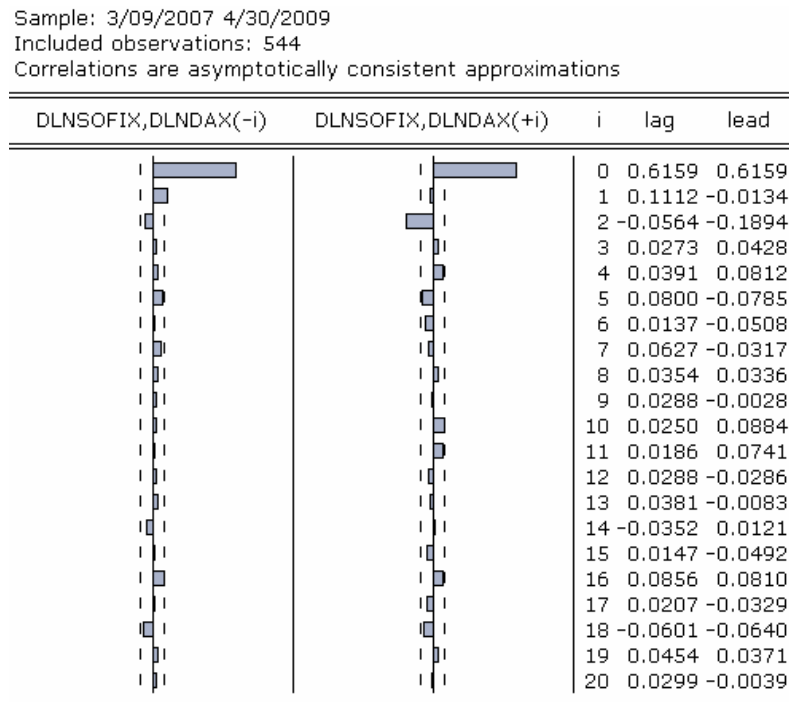 Sample: 3/09/2007 4/30/2009
Included observations: 544
Correlations are asymptotically consistent approximations
DLNSOFIX,DLNDAX(-i) DLNSOFIX,DLNDAX(+i) i lag lead
0 0.6159 0.6159
1 0.1112 -0.0134
2 -0.0564 -0.1894
3 0.0273 0.0428
4 0.0391 0.0812
5 0.0800 -0.0785
6 0.0137 -0.0508
7 0.0627 -0.0317
8 0.0354 0.0336
9 0.0288 -0.0028
10 0.0250 0.0884
11 0.0186 0.0741
12 0.0288 -0.0286
13 0.0381 -0.0083
14 -0.0352 0.0121
15 0.0147 -0.0492
16 0.0856 0.0810
17 0.0207 -0.0329
18 -0.0601 -0.0640
19 0.0454 0.0371
20 0.0299 -0.0039